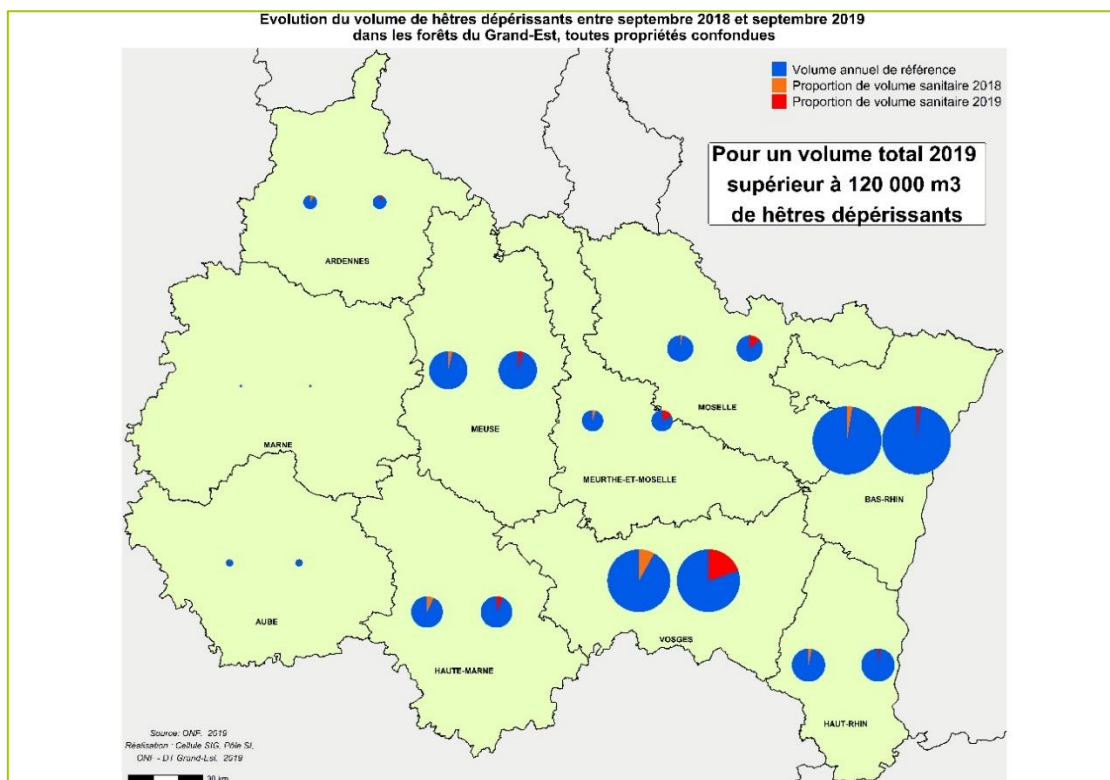 Evolution du volume de hêtres dépérissants entre septembre 2018 et septembre 2019
dans les forêts du Grand-Est, toutes propriétés confondues
Volume annuel de référence
Proportion de volume sanitaire 2018
Proportion de volume sanitaire 2019
Pour un volume total 2019
supérieur à 120 000 m3
de hêtres dépérissants
ARDENNES
MOSELLE
MEUSE
MARNE
MEURTHE-ET-MOSELLE
BAS-RHIN
AUBE
VOSGES
HAUTE-MARNE
HAUT-RHIN
Source: ONF, 2019
Réalisation : Cellule SIG, Pôle SI,
ONF - DT Grand-Est, 2019
30 km